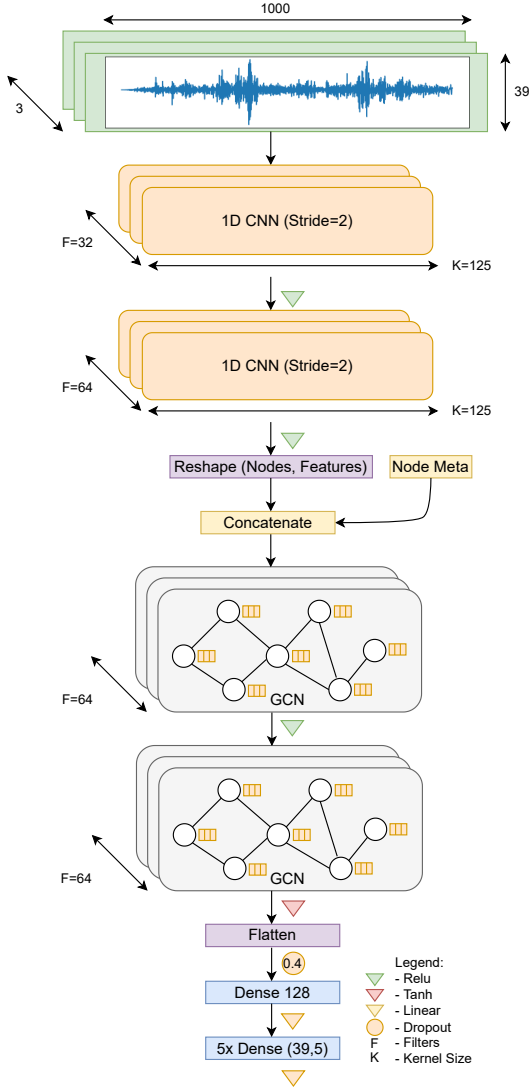 1000
39
3
1D CNN (Stride=2)
F=32
K=125
1D CNN (Stride=2)
F=64
K=125
Reshape (Nodes, Features)
Node Meta
Concatenate
F=64
GCN
F=64
GCN
Flatten
0.4
Dense 128
5x Dense (39,5)
Legend:
- Relu
- Tanh
- Linear
- Dropout
F - Filters
K - Kernel Size